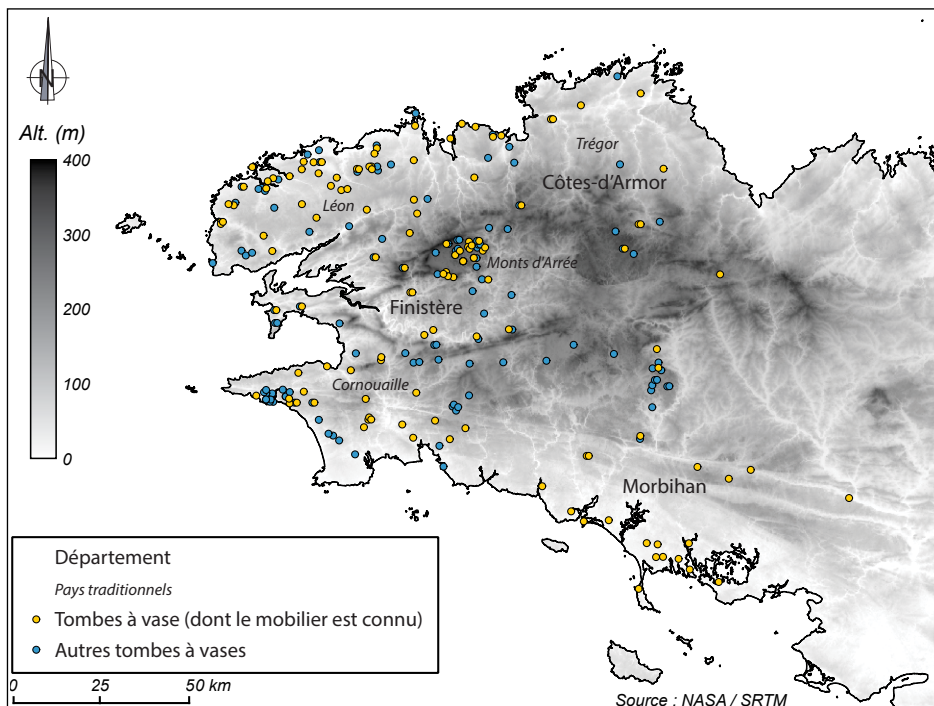 N
Alt. (m)
400
300
200
100
0
Trégor
Côtes-d'Armor
Léon
Monts d'Arrée
Finistère
Cornouaille
Morbihan
Département
Pays traditionnels
Tombes à vase (dont le mobilier est connu)
Autres tombes à vases
0 25 50 km
Source : NASA / SRTM